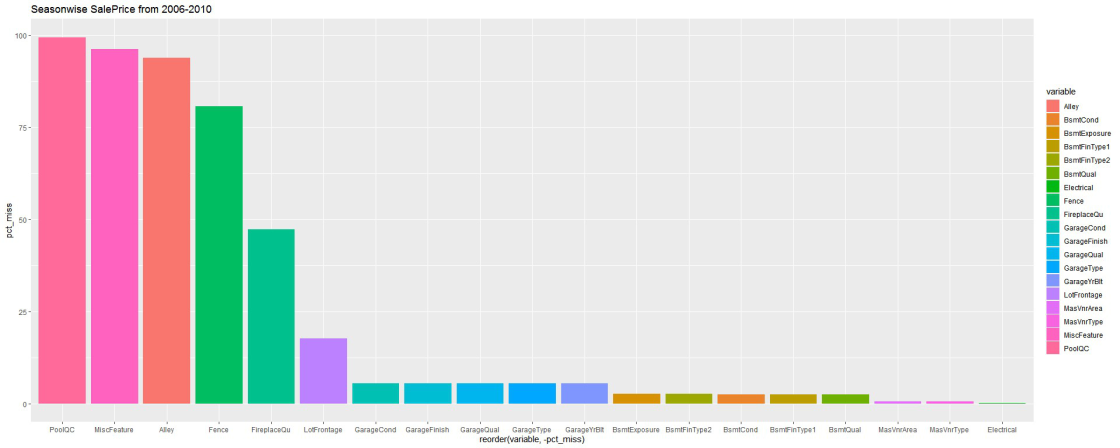 Seasonwise SalePrice from 2006-2010
100
75
50
25
0
pct_miss
PoolQC MiscFeature Alley Fence FireplaceQu LotFrontage GarageCond GarageFinish GarageQual GarageType GarageYrBlt BsmtExposure BsmtFinType2 BsmtCond BsmtFinType1 BsmtQual MasVnrArea MasVnrType Electrical
reorder(variable, -pct_miss)
variable
Alley
BsmtCond
BsmtExposure
BsmtFinType1
BsmtFinType2
BsmtQual
Electrical
Fence
FireplaceQu
GarageCond
GarageFinish
GarageQual
GarageType
GarageYrBlt
LotFrontage
MasVnrArea
MasVnrType
MiscFeature
PoolQC